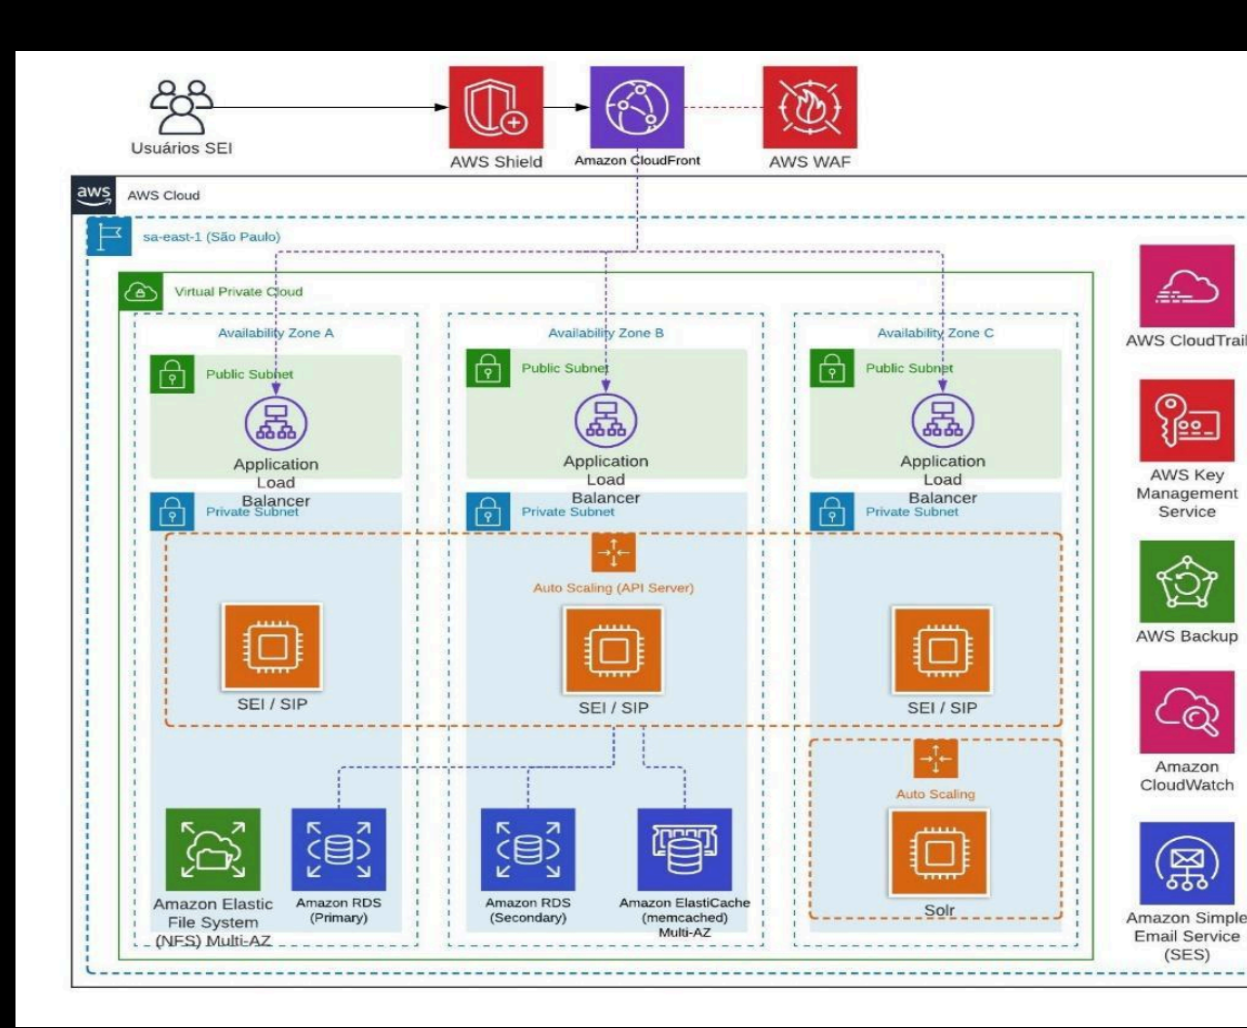 Usuários SEI
AWS Shield
Amazon CloudFront
AWS WAF
aws
AWS Cloud
sa-east-1 (São Paulo)
Virtual Private Cloud
Availability Zone A
Availability Zone B
Availability Zone C
Public Subnet
Public Subnet
Public Subnet
Application
Load
Balancer
Application
Load
Balancer
Application
Load
Balancer
Private Subnet
Private Subnet
Private Subnet
Auto Scaling (API Server)
SEI / SIP
SEI / SIP
SEI / SIP
Auto Scaling
Solr
Amazon Elastic
File System
(NFS) Multi-AZ
Amazon RDS
(Primary)
Amazon RDS
(Secondary)
Amazon ElastiCache
(memcached)
Multi-AZ
AWS CloudTrail
AWS Key
Management
Service
AWS Backup
Amazon
CloudWatch
Amazon Simple
Email Service
(SES)